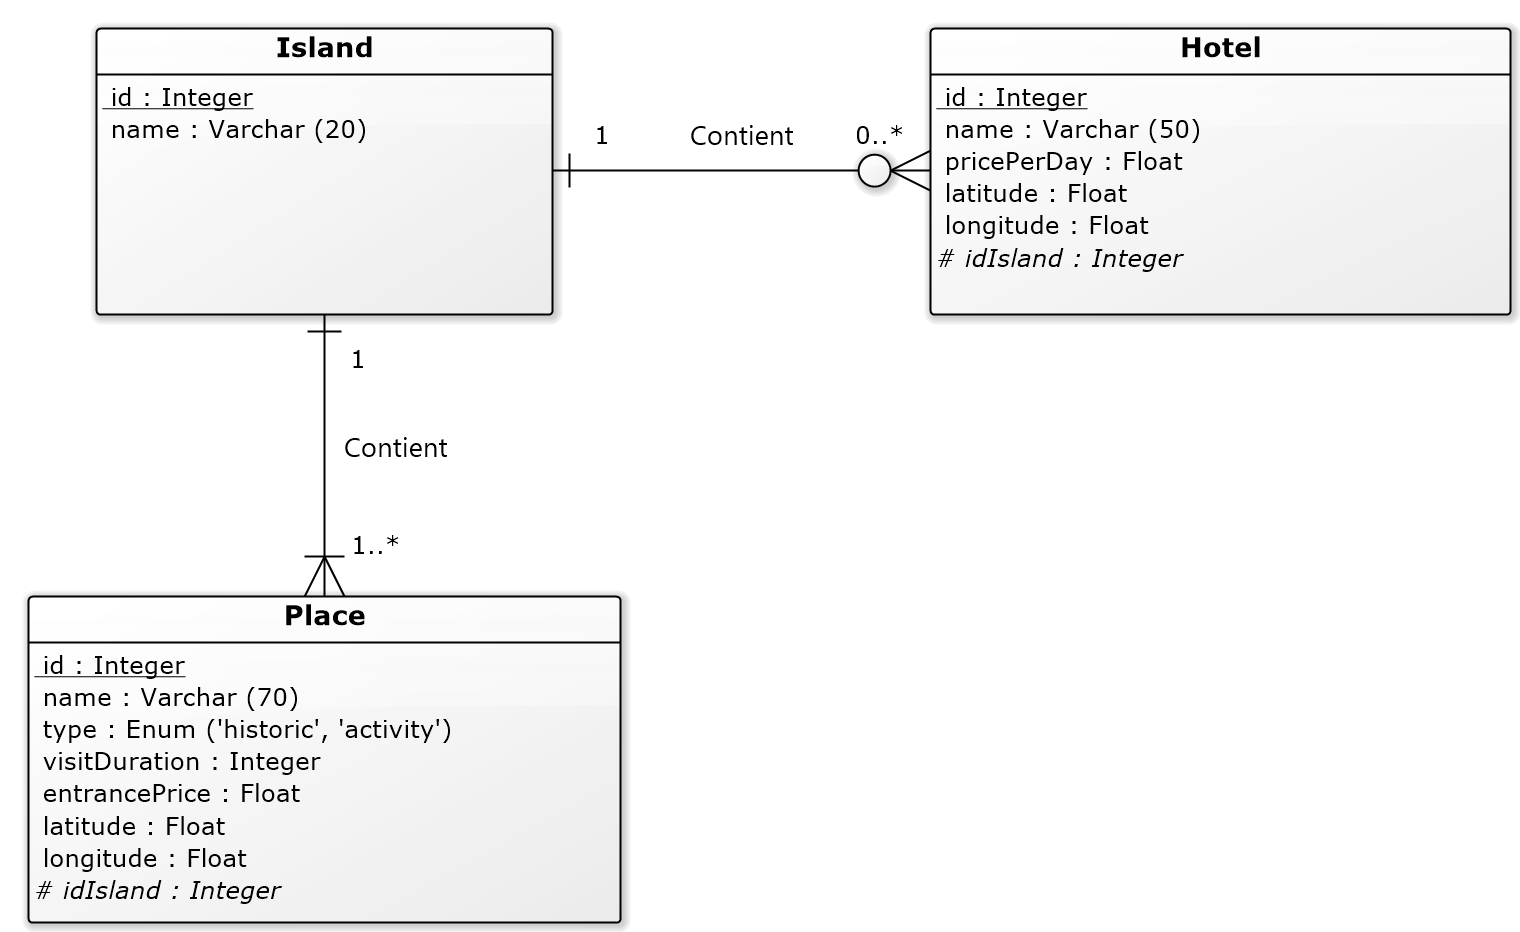 Island
id : Integer
name : Varchar (20)
1
Contient
0..*
Hotel
id : Integer
name : Varchar (50)
pricePerDay : Float
latitude : Float
longitude : Float
# idIsland : Integer
1
Contient
1..*
Place
id : Integer
name : Varchar (70)
type : Enum ('historic', 'activity')
visitDuration : Integer
entrancePrice : Float
latitude : Float
longitude : Float
# idIsland : Integer